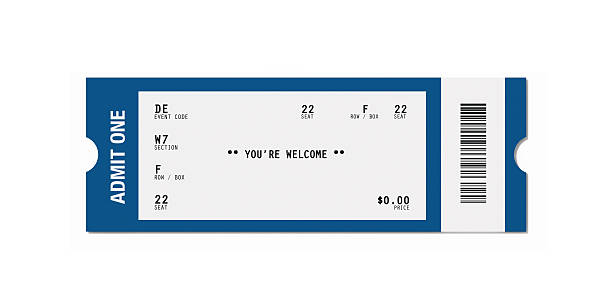 ADMIT ONE
DE 22 F 22
EVENT CODE SEAT ROW / BOX SEAT
W7
SECTION
•• YOU'RE WELCOME ••
F
ROW / BOX
22 $0.00
SEAT PRICE